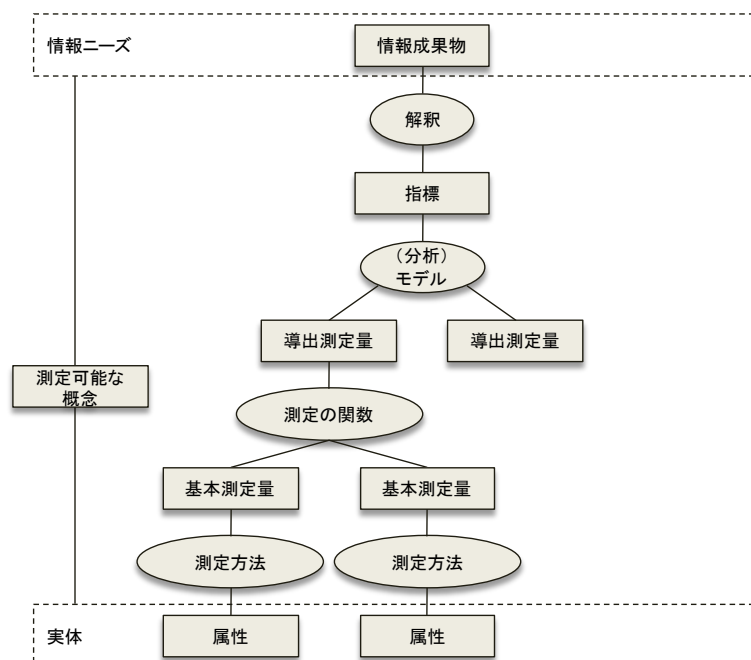 情報ニーズ
情報成果物
解釈
指標
（分析）
モデル
導出測定量
導出測定量
測定可能な
概念
測定の関数
基本測定量
基本測定量
測定方法
測定方法
実体
属性
属性